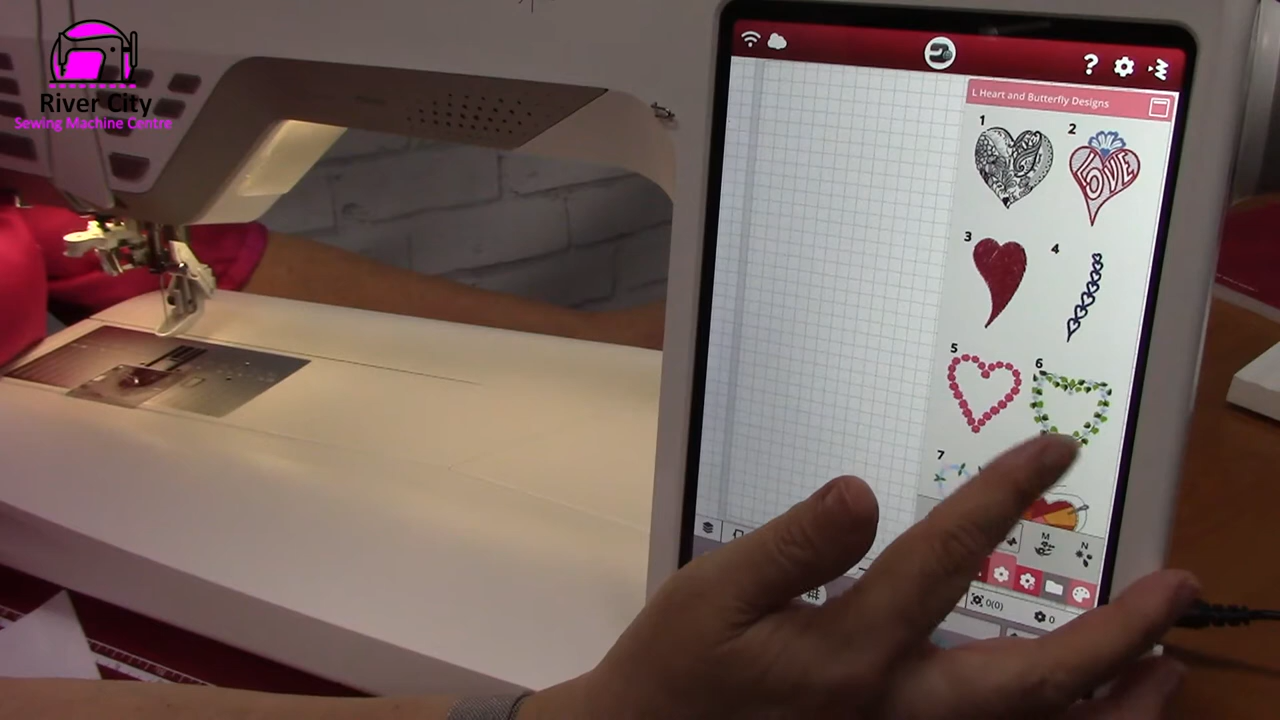 River City
Sewing Machine Centre
?
L Heart and Butterfly Designs
1
2
LOVE
3
4
5
6
7
M
N
0(0)
0